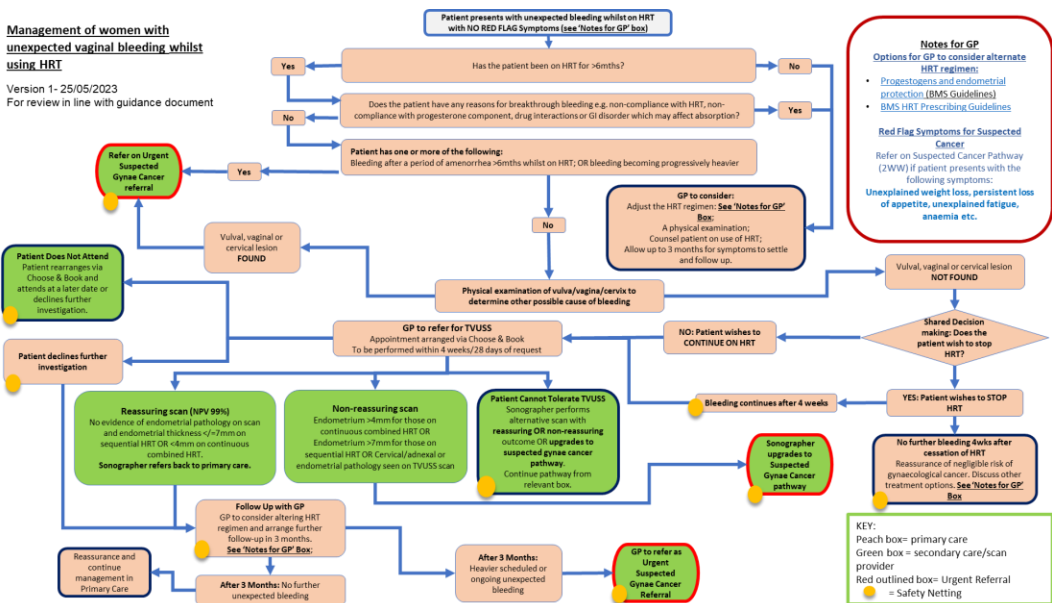 Management of women with
unexpected vaginal bleeding whilst
using HRT
Version 1- 25/05/2023
For review in line with guidance document
Patient presents with unexpected bleeding whilst on HRT
with NO RED FLAG Symptoms (see 'Notes for GP' box)
Has the patient been on HRT for >6mths?
Yes
No
Does the patient have any reasons for breakthrough bleeding e.g. non-compliance with HRT, non-
compliance with progesterone component, drug interactions or GI disorder which may affect absorption?
No
Yes
Patient has one or more of the following:
Bleeding after a period of amenorrhea >6mths whilst on HRT; OR bleeding becoming progressively heavier
Yes
Refer on Urgent
Suspected
Gynae Cancer
referral
No
GP to consider:
Adjust the HRT regimen: See 'Notes for GP'
Box;
A physical examination;
Counsel patient on use of HRT;
Allow up to 3 months for symptoms to settle
and follow up.
Notes for GP
Options for GP to consider alternate
HRT regimen:
• Progestogens and endometrial
protection (BMS Guidelines)
• BMS HRT Prescribing Guidelines
Red Flag Symptoms for Suspected
Cancer
Refer on Suspected Cancer Pathway
(2WW) if patient presents with the
following symptoms:
Unexplained weight loss, persistent loss
of appetite, unexplained fatigue,
anaemia etc.
Vulval, vaginal or
cervical lesion
FOUND
Physical examination of vulva/vagina/cervix to
determine other possible cause of bleeding
Vulval, vaginal or cervical lesion
NOT FOUND
Patient Does Not Attend
Patient rearranges via
Choose & Book and
attends at a later date or
declines further
investigation.
GP to refer for TVUSS
Appointment arranged via Choose & Book
To be performed within 4 weeks/28 days of request
NO: Patient wishes to
CONTINUE ON HRT
Shared Decision
making: Does the
patient wish to stop
HRT?
Patient declines further
investigation
Bleeding continues after 4 weeks
YES: Patient wishes to STOP
HRT
Reassuring scan (NPV 99%)
No evidence of endometrial pathology on scan
and endometrial thickness </=7mm on
sequential HRT OR <4mm on continuous
combined HRT.
Sonographer refers back to primary care.
Non-reassuring scan
Endometrium >4mm for those on
continuous combined HRT OR
Endometrium >7mm for those on
sequential HRT OR Cervical/adnexal or
endometrial pathology seen on TVUSS scan
Patient Cannot Tolerate TVUSS
Sonographer performs
alternative scan with
reassuring OR non-reassuring
outcome OR upgrades to
suspected gynae cancer
pathway.
Continue pathway from
relevant box.
Sonographer
upgrades to
Suspected
Gynae Cancer
pathway
No further bleeding 4wks after
cessation of HRT
Reassurance of negligible risk of
gynaecological cancer. Discuss other
treatment options. See 'Notes for GP'
Box
Follow Up with GP
GP to consider altering HRT
regimen and arrange further
follow-up in 3 months.
See 'Notes for GP' Box;
Reassurance and
continue
management in
Primary Care
After 3 Months: No further
unexpected bleeding
After 3 Months:
Heavier scheduled or
ongoing unexpected
bleeding
GP to refer as
Urgent
Suspected
Gynae Cancer
Referral
KEY:
Peach box= primary care
Green box = secondary care/scan
provider
Red outlined box= Urgent Referral
= Safety Netting